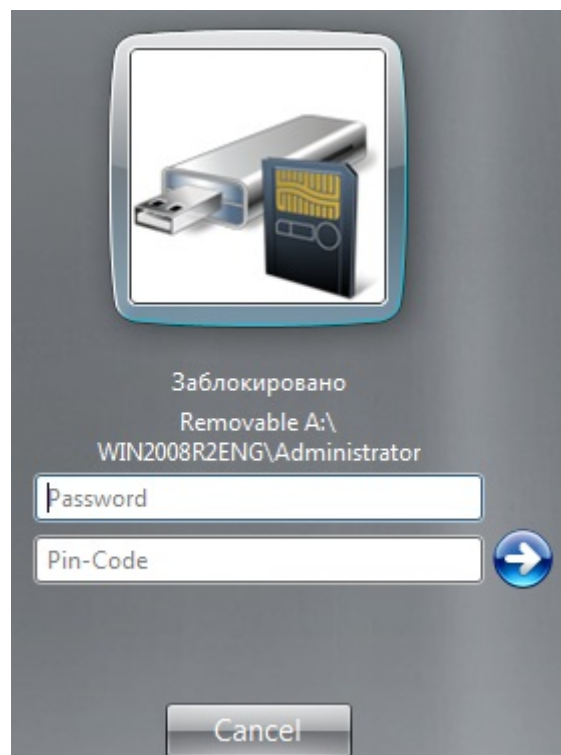 Заблокировано
Removable A:\
WIN2008R2ENG\Administrator
Password
Pin-Code
Cancel